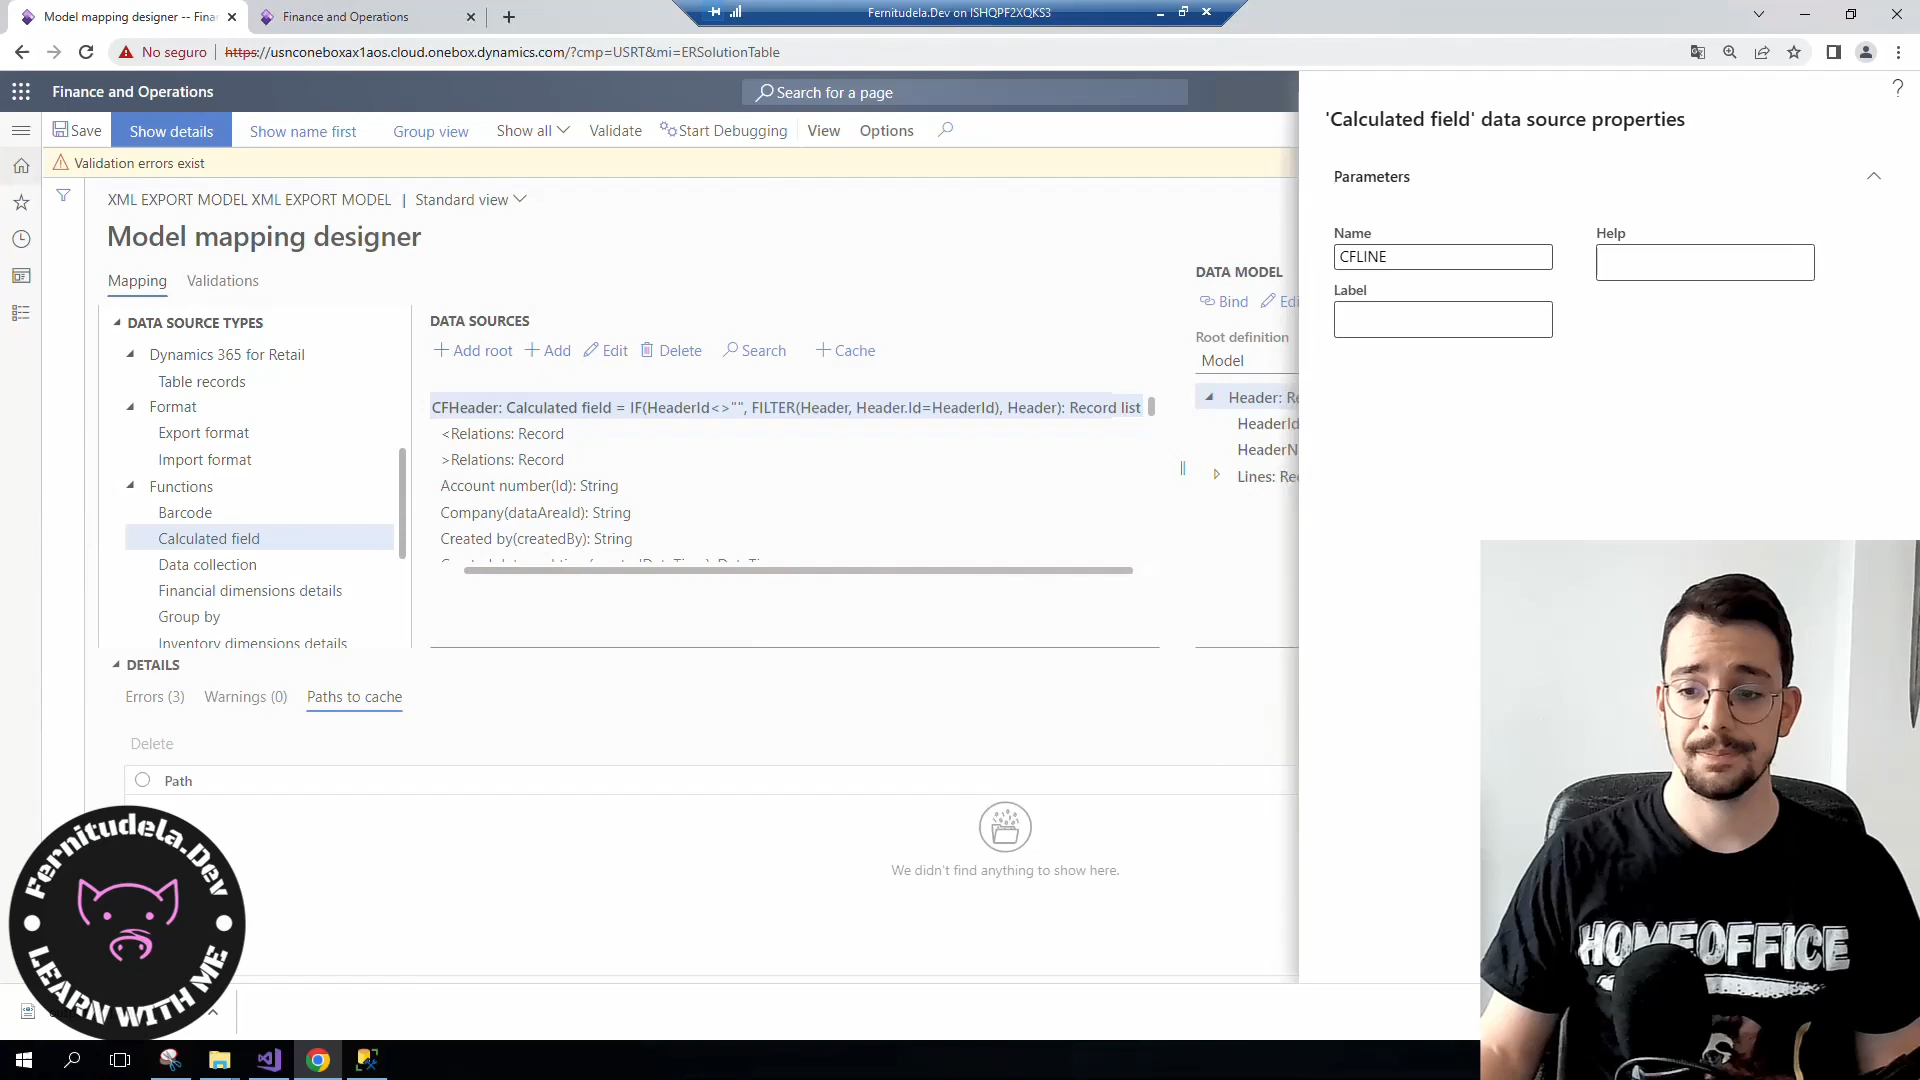 Model mapping designer -- Finan
Finance and Operations
Fernitudela.Dev on ISHQPF2XQKS3
No seguro
https://usnconeboxax1aos.cloud.onebox.dynamics.com/?cmp=USRT&mi=ERSolutionTable
Finance and Operations
Search for a page
?
Save
Show details
Show name first
Group view
Show all
Validate
Start Debugging
View
Options
Validation errors exist
XML EXPORT MODEL XML EXPORT MODEL | Standard view
Model mapping designer
Mapping
Validations
DATA SOURCE TYPES
Dynamics 365 for Retail
Table records
Format
Export format
Import format
Functions
Barcode
Calculated field
Data collection
Financial dimensions details
Group by
Inventory dimensions details
DATA SOURCES
+ Add root
+ Add
Edit
Delete
Search
+ Cache
CFHeader: Calculated field = IF(HeaderId<>"", FILTER(Header, Header.Id=HeaderId), Header): Record list
<Relations: Record
>Relations: Record
Account number(Id): String
Company(dataAreaId): String
Created by(createdBy): String
DATA MODEL
Bind
Edi
Root definition
Model
Header: Re
HeaderId
HeaderN
Lines: Rec
'Calculated field' data source properties
Parameters
Name
CFLINE
Help
Label
DETAILS
Errors (3)
Warnings (0)
Paths to cache
Delete
Path
We didn't find anything to show here.
Fernitudela.Dev
LEARN WITH ME
HOMEOFFICE